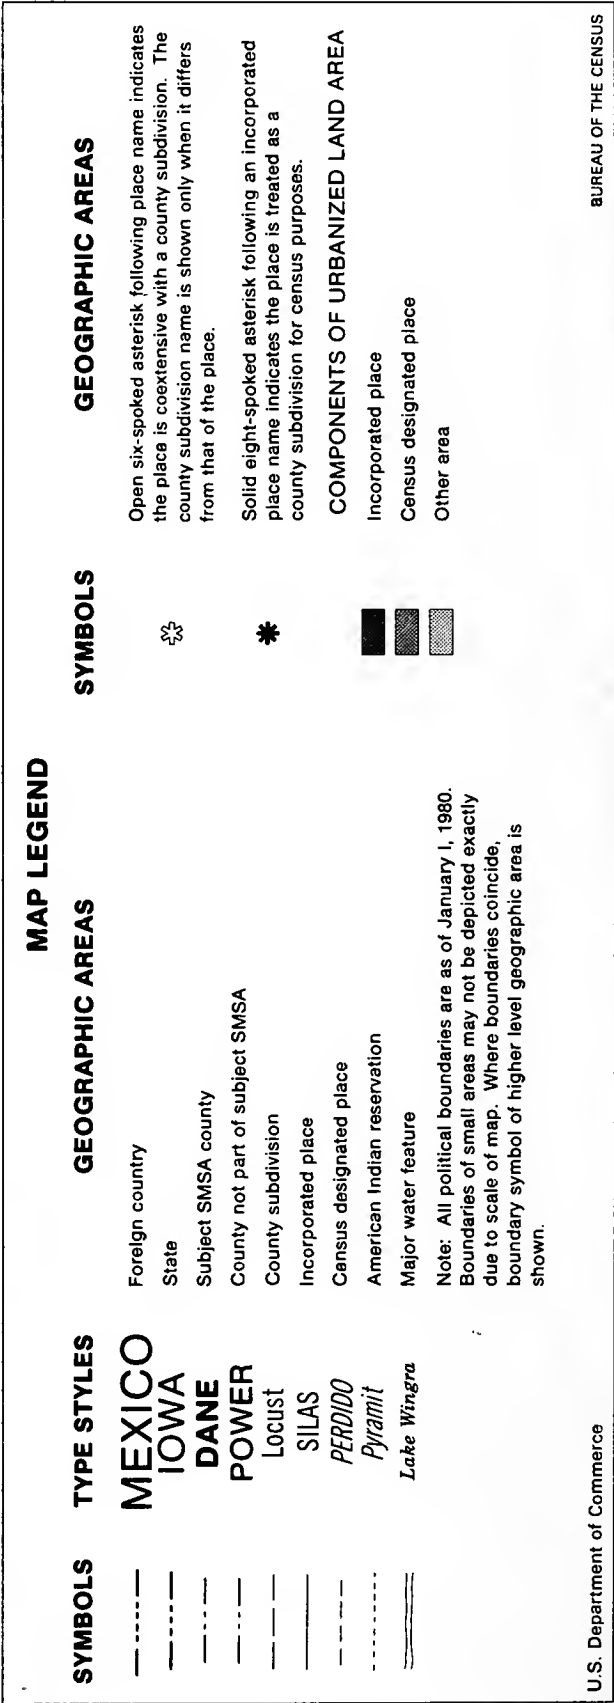 MAP LEGEND
SYMBOLS
TYPE STYLES
GEOGRAPHIC AREAS
MEXICO
Foreign country
IOWA
State
DANE
Subject SMSA county
POWER
County not part of subject SMSA
Locust
County subdivision
SILAS
Incorporated place
PERDIDO
Census designated place
Pyramit
American Indian reservation
Lake Wingra
Major water feature
Note: All political boundaries are as of January I, 1980.
Boundaries of small areas may not be depicted exactly
due to scale of map. Where boundaries coincide,
boundary symbol of higher level geographic area is
shown.
SYMBOLS
GEOGRAPHIC AREAS
Open six-spoked asterisk following place name indicates
the place is coextensive with a county subdivision. The
county subdivision name is shown only when it differs
from that of the place.
Solid eight-spoked asterisk following an incorporated
place name indicates the place is treated as a
county subdivision for census purposes.
COMPONENTS OF URBANIZED LAND AREA
Incorporated place
Census designated place
Other area
U.S. Department of Commerce
BUREAU OF THE CENSUS